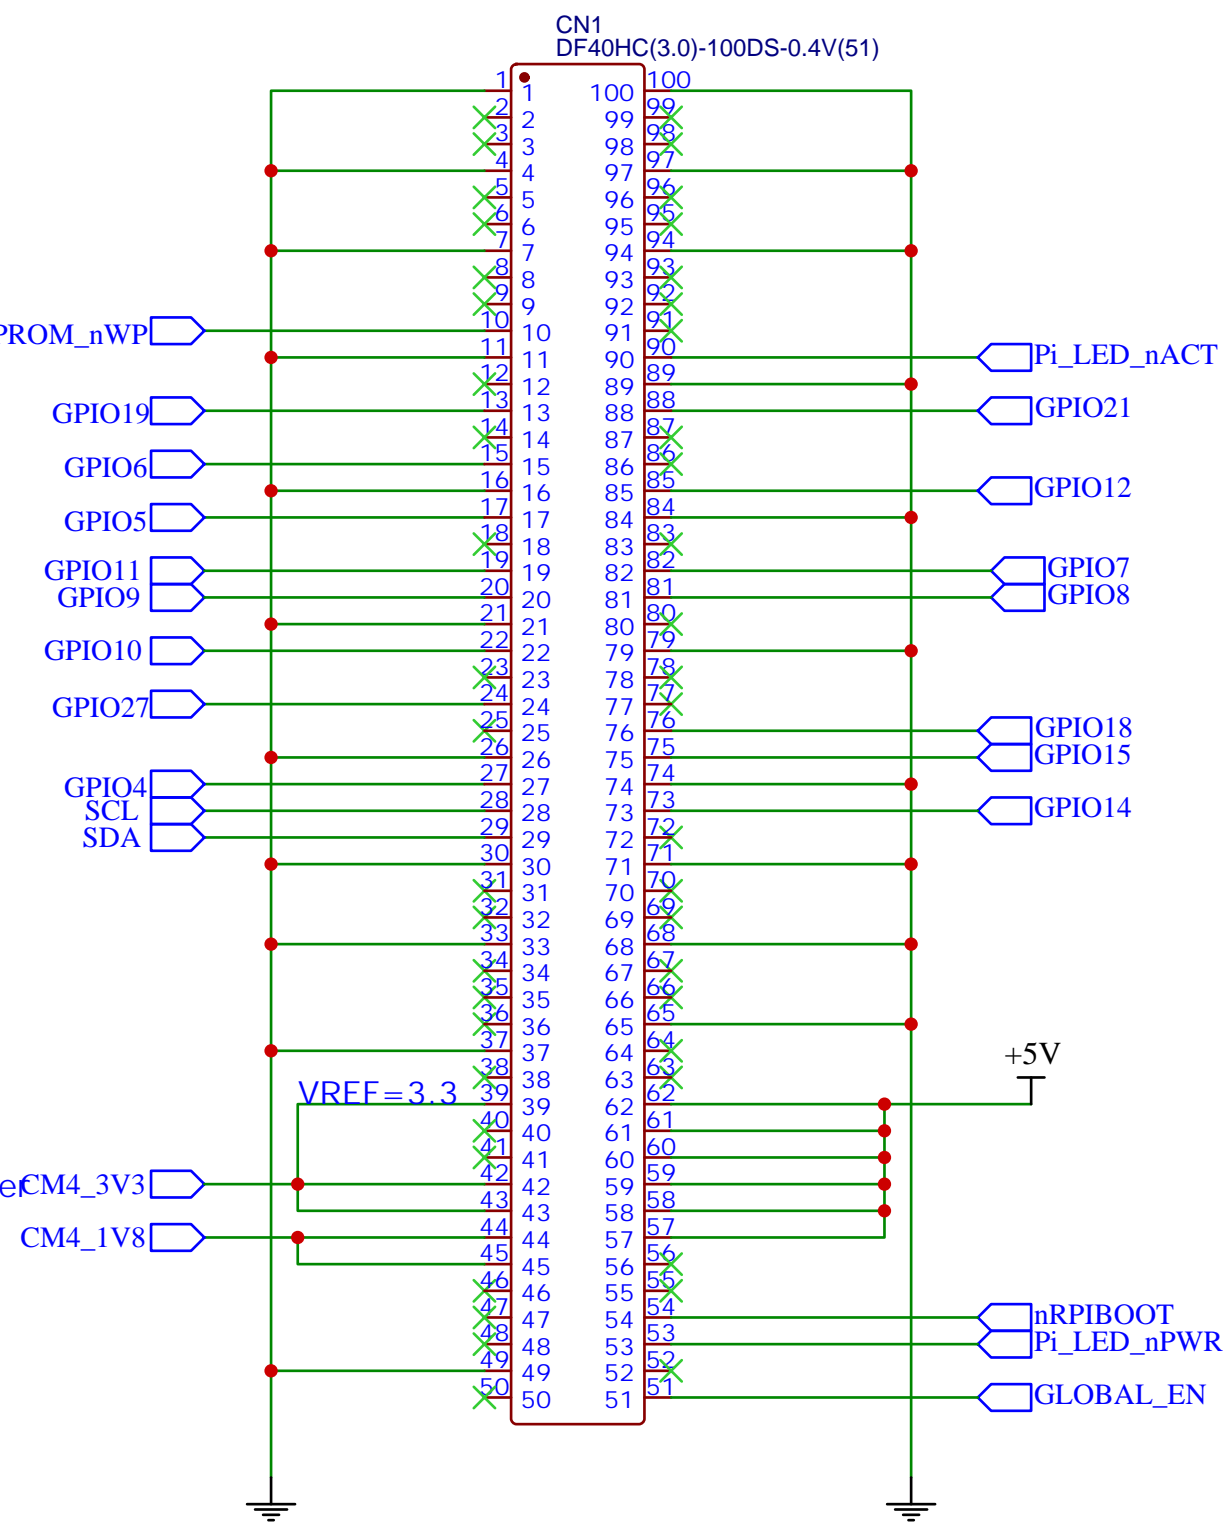 CN1
DF40HC(3.0)-100DS-0.4V(51)
1 1 100 100
2 2 99 99
3 3 98 98
4 4 97 97
5 5 96 96
6 6 95 95
7 7 94 94
8 8 93 93
9 9 92 92
PROM_nWP 10 10 91 91
11 11 90 90 Pi_LED_nACT
12 12 89 89
GPIO19 13 13 88 88 GPIO21
14 14 87 87
GPIO6 15 15 86 86
16 16 85 85 GPIO12
GPIO5 17 17 84 84
18 18 83 83
GPIO11 19 19 82 82 GPIO7
GPIO9 20 20 81 81 GPIO8
21 21 80 80
GPIO10 22 22 79 79
23 23 78 78
GPIO27 24 24 77 77
25 25 76 76 GPIO18
26 26 75 75 GPIO15
GPIO4 27 27 74 74
SCL 28 28 73 73 GPIO14
SDA 29 29 72 72
30 30 71 71
31 31 70 70
32 32 69 69
33 33 68 68
34 34 67 67
35 35 66 66
36 36 65 65
37 37 64 64
38 38 63 63
+5V
VREF=3.3 39 39 62 62
40 40 61 61
41 41 60 60
CM4_3V3 42 42 59 59
43 43 58 58
CM4_1V8 44 44 57 57
45 45 56 56
46 46 55 55
47 47 54 54 nRPIBOOT
48 48 53 53 Pi_LED_nPWR
49 49 52 52
50 50 51 51 GLOBAL_EN